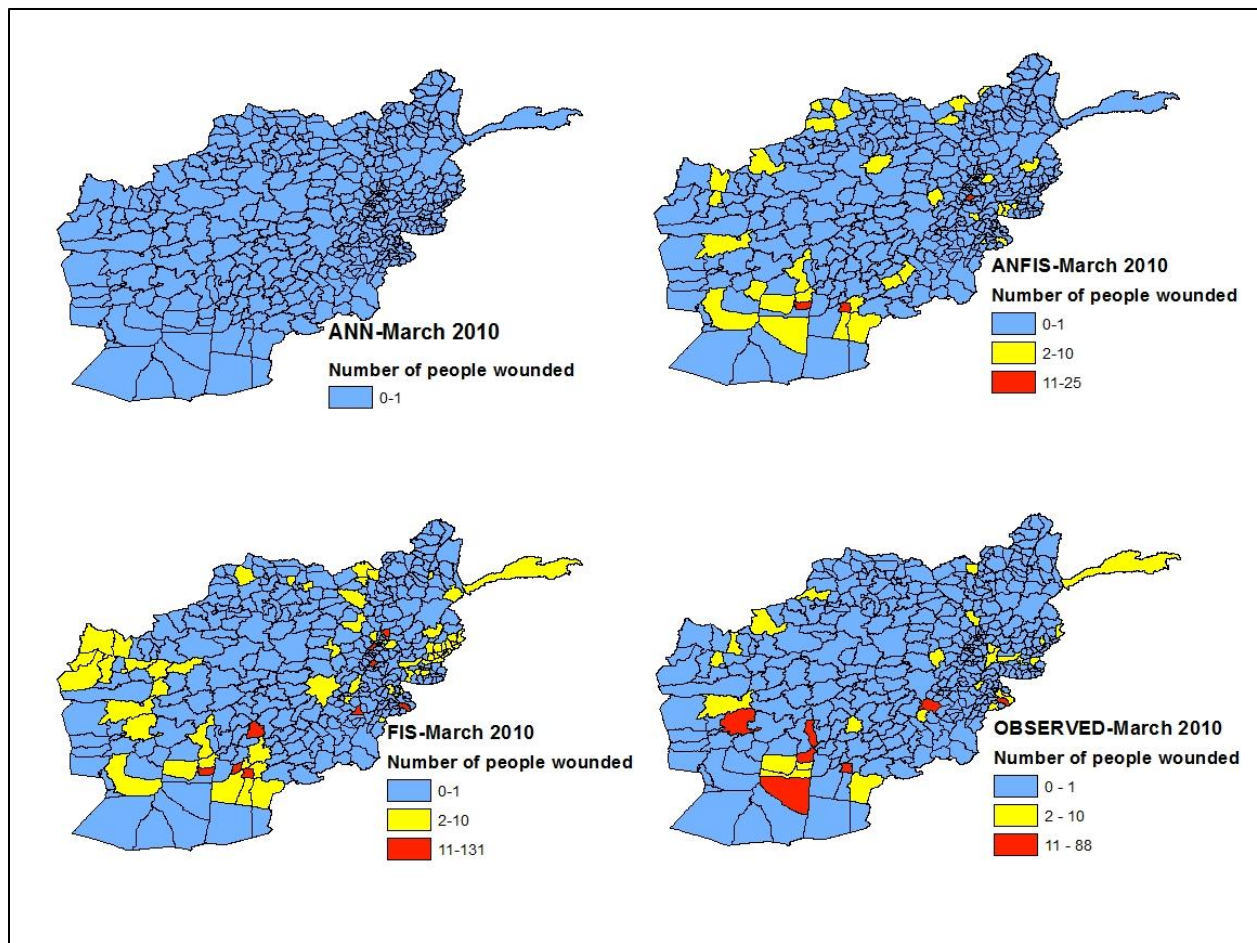 ANN-March 2010
Number of people wounded
0-1
ANFIS-March 2010
Number of people wounded
0-1
2-10
11-25
FIS-March 2010
Number of people wounded
0-1
2-10
11-131
OBSERVED-March 2010
Number of people wounded
0 - 1
2 - 10
11 - 88